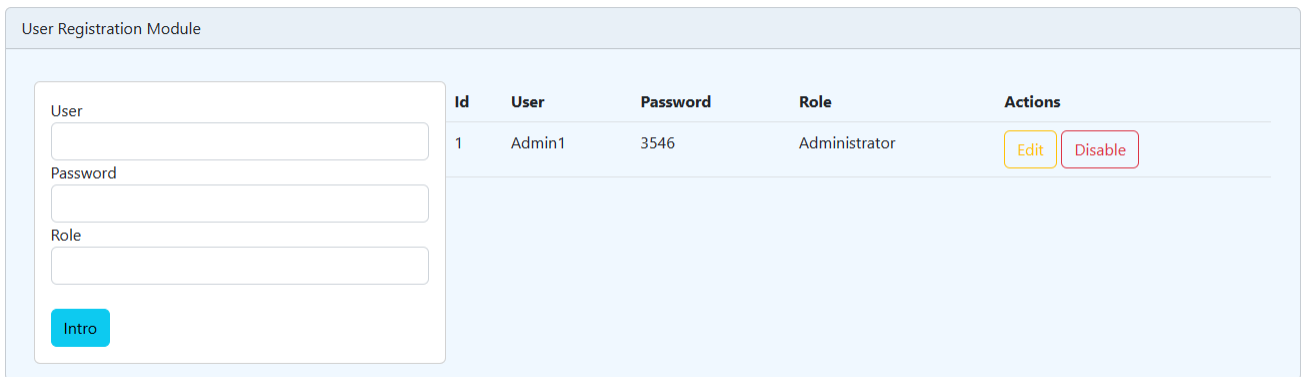 User Registration Module
User
Password
Role
Intro
Id User Password Role Actions
1 Admin1 3546 Administrator Edit Disable